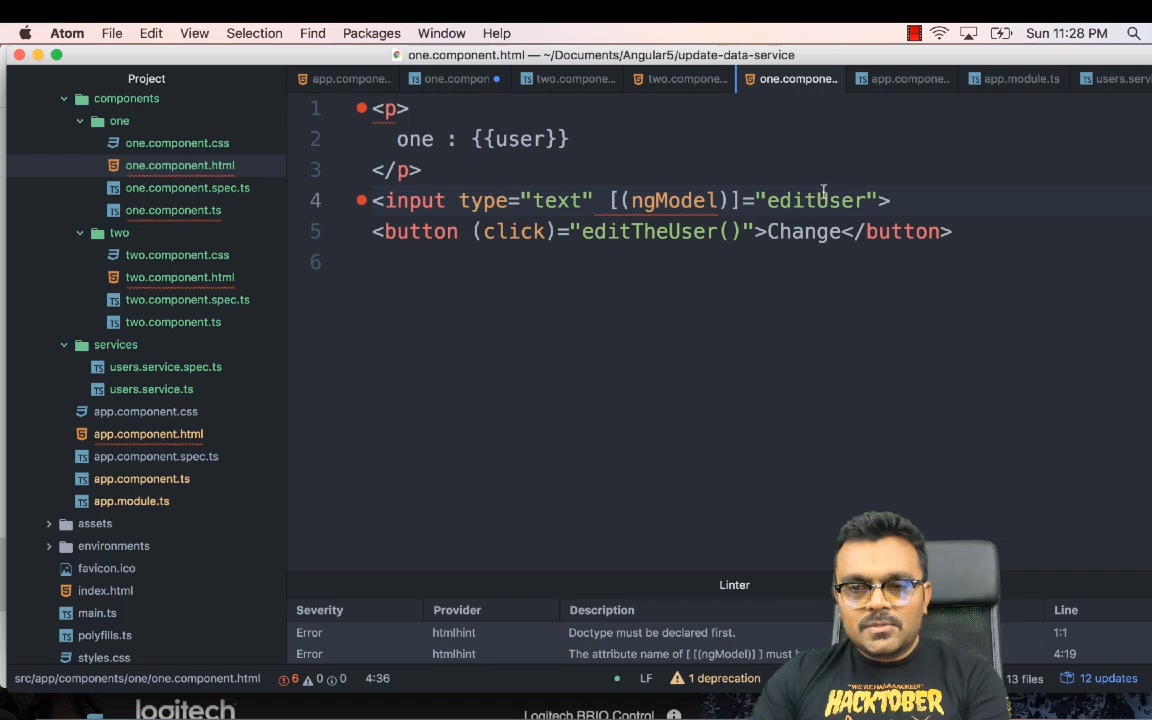 Atom File Edit View Selection Find Packages Window Help Sun 11:28 PM
one.component.html — ~/Documents/Angular5/update-data-service
Project
app.compone..
one.compon
two.componen..
two.compone...
one.compone..
app.compone..
app.module.ts
users.serv
components
one
one.component.css
one.component.html
one.component.spec.ts
one.component.ts
two
two.component.css
two.component.html
two.component.spec.ts
two.component.ts
services
users.service.spec.ts
users.service.ts
app.component.css
app.component.html
app.component.spec.ts
app.component.ts
app.module.ts
assets
environments
favicon.ico
index.html
main.ts
polyfills.ts
styles.css
1 <p>
2 one : {{user}}
3 </p>
4 <input type="text" [(ngModel)]="editUser">
5 <button (click)="editTheUser()">Change</button>
6
Linter
Severity Provider Description Line
Error htmlhint Doctype must be declared first. 1:1
Error htmlhint The attribute name of [ [(ngModel)] ] must 4:19
src/app/components/one/one.component.html 6 0 0 4:36 LF 1 deprecation 13 files 12 updates
logitech
Logitech BRIO Control
"WE'RE HAAAACKED!"
HACKTOBER